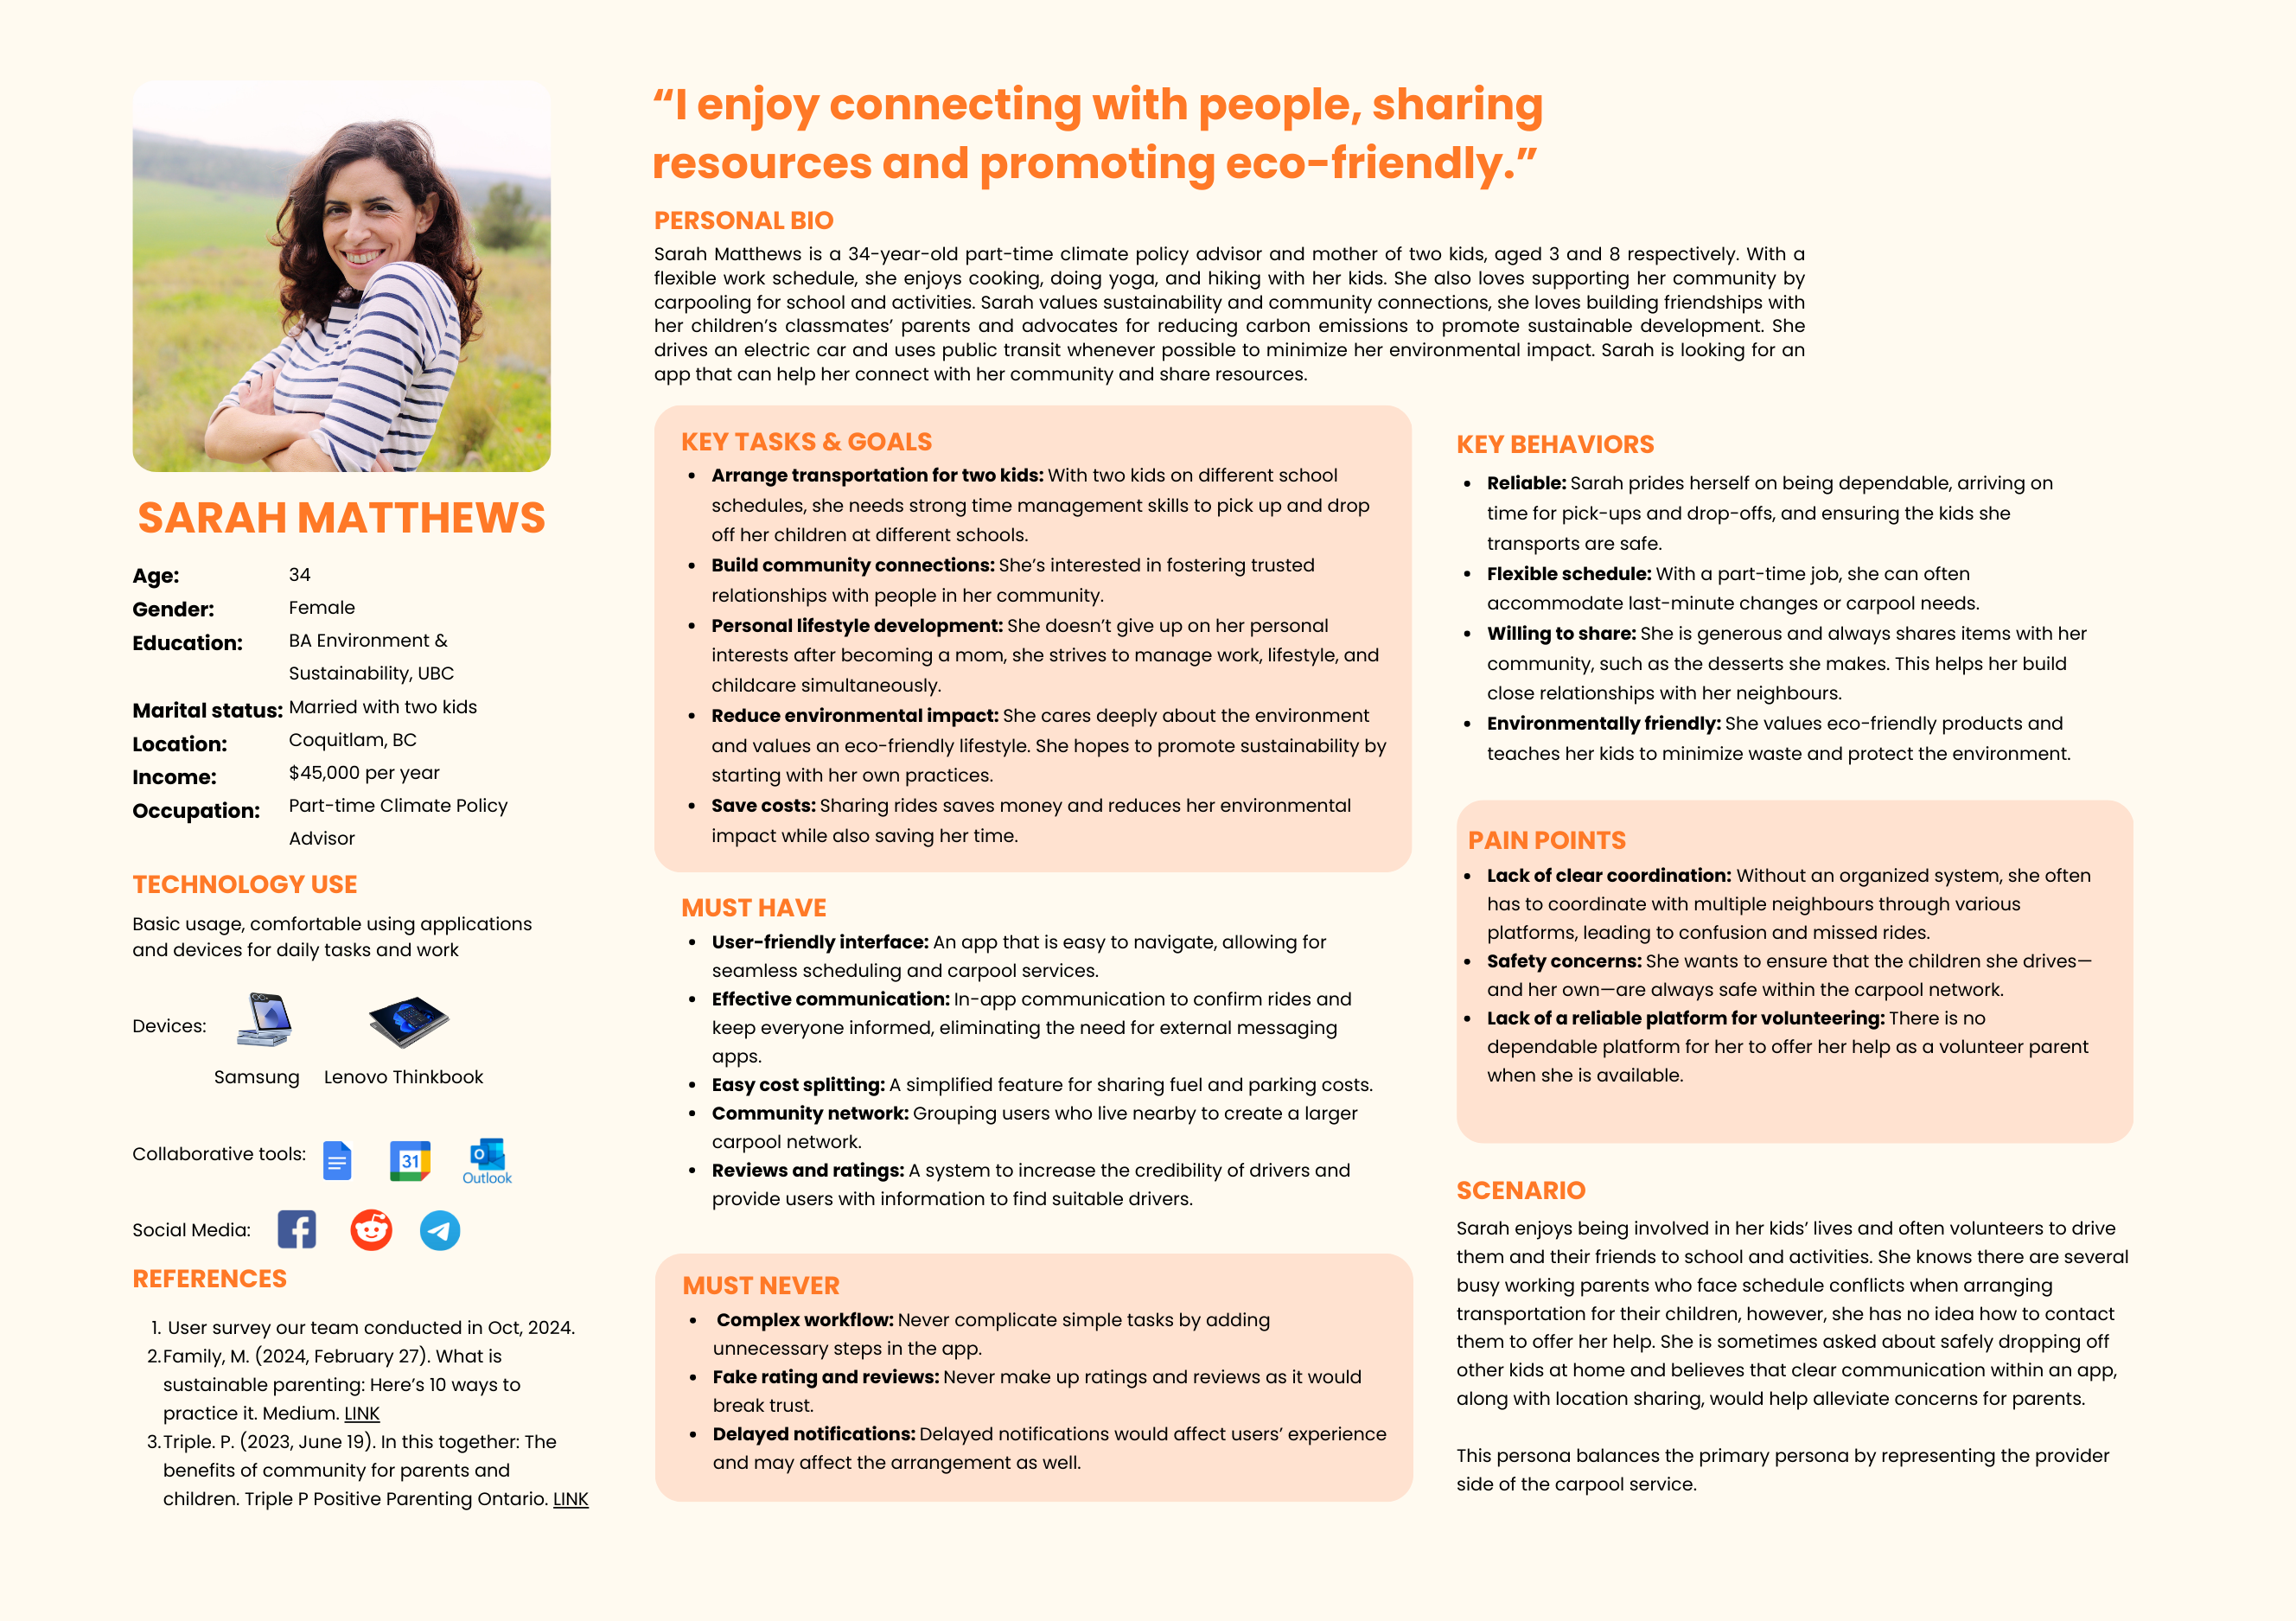 “I enjoy connecting with people, sharing
resources and promoting eco-friendly.”
PERSONAL BIO
Sarah Matthews is a 34-year-old part-time climate policy advisor and mother of two kids, aged 3 and 8 respectively. With a
flexible work schedule, she enjoys cooking, doing yoga, and hiking with her kids. She also loves supporting her community by
carpooling for school and activities. Sarah values sustainability and community connections, she loves building friendships with
her children’s classmates’ parents and advocates for reducing carbon emissions to promote sustainable development. She
drives an electric car and uses public transit whenever possible to minimize her environmental impact. Sarah is looking for an
app that can help her connect with her community and share resources.
SARAH MATTHEWS
Age: 34
Gender: Female
Education: BA Environment &
Sustainability, UBC
Marital status: Married with two kids
Location: Coquitlam, BC
Income: $45,000 per year
Occupation: Part-time Climate Policy
Advisor
TECHNOLOGY USE
Basic usage, comfortable using applications
and devices for daily tasks and work
Devices:
Samsung Lenovo Thinkbook
Collaborative tools:
31
Outlook
Social Media:
REFERENCES
1. User survey our team conducted in Oct, 2024.
2. Family, M. (2024, February 27). What is
sustainable parenting: Here’s 10 ways to
practice it. Medium. LINK
3. Triple. P. (2023, June 19). In this together: The
benefits of community for parents and
children. Triple P Positive Parenting Ontario. LINK
KEY TASKS & GOALS
• Arrange transportation for two kids: With two kids on different school
schedules, she needs strong time management skills to pick up and drop
off her children at different schools.
• Build community connections: She’s interested in fostering trusted
relationships with people in her community.
• Personal lifestyle development: She doesn’t give up on her personal
interests after becoming a mom, she strives to manage work, lifestyle, and
childcare simultaneously.
• Reduce environmental impact: She cares deeply about the environment
and values an eco-friendly lifestyle. She hopes to promote sustainability by
starting with her own practices.
• Save costs: Sharing rides saves money and reduces her environmental
impact while also saving her time.
MUST HAVE
• User-friendly interface: An app that is easy to navigate, allowing for
seamless scheduling and carpool services.
• Effective communication: In-app communication to confirm rides and
keep everyone informed, eliminating the need for external messaging
apps.
• Easy cost splitting: A simplified feature for sharing fuel and parking costs.
• Community network: Grouping users who live nearby to create a larger
carpool network.
• Reviews and ratings: A system to increase the credibility of drivers and
provide users with information to find suitable drivers.
MUST NEVER
• Complex workflow: Never complicate simple tasks by adding
unnecessary steps in the app.
• Fake rating and reviews: Never make up ratings and reviews as it would
break trust.
• Delayed notifications: Delayed notifications would affect users’ experience
and may affect the arrangement as well.
KEY BEHAVIORS
• Reliable: Sarah prides herself on being dependable, arriving on
time for pick-ups and drop-offs, and ensuring the kids she
transports are safe.
• Flexible schedule: With a part-time job, she can often
accommodate last-minute changes or carpool needs.
• Willing to share: She is generous and always shares items with her
community, such as the desserts she makes. This helps her build
close relationships with her neighbours.
• Environmentally friendly: She values eco-friendly products and
teaches her kids to minimize waste and protect the environment.
PAIN POINTS
• Lack of clear coordination: Without an organized system, she often
has to coordinate with multiple neighbours through various
platforms, leading to confusion and missed rides.
• Safety concerns: She wants to ensure that the children she drives—
and her own—are always safe within the carpool network.
• Lack of a reliable platform for volunteering: There is no
dependable platform for her to offer her help as a volunteer parent
when she is available.
SCENARIO
Sarah enjoys being involved in her kids’ lives and often volunteers to drive
them and their friends to school and activities. She knows there are several
busy working parents who face schedule conflicts when arranging
transportation for their children, however, she has no idea how to contact
them to offer her help. She is sometimes asked about safely dropping off
other kids at home and believes that clear communication within an app,
along with location sharing, would help alleviate concerns for parents.
This persona balances the primary persona by representing the provider
side of the carpool service.